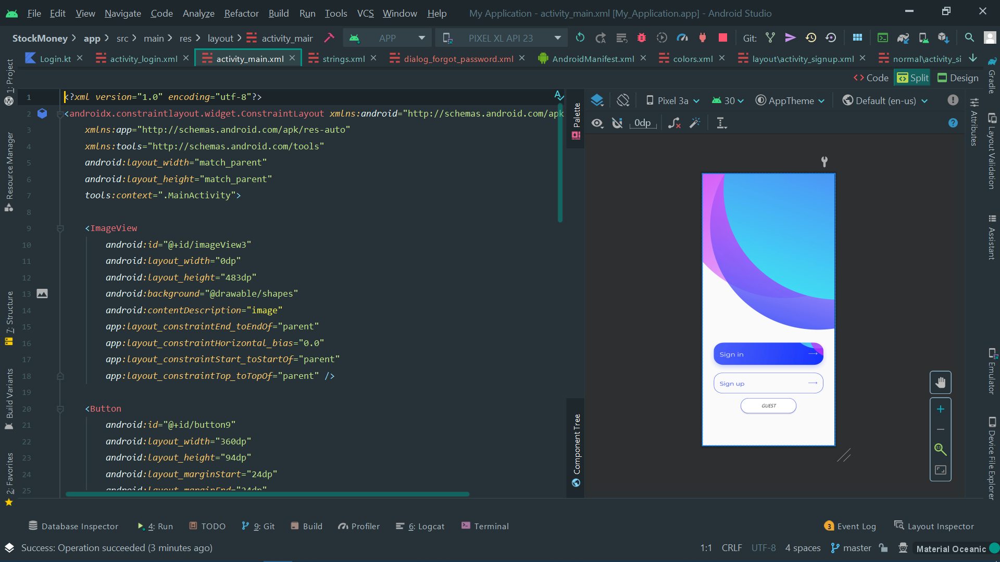 File Edit View Navigate Code Analyze Refactor Build Run Tools VCS Window Help My Application - activity_main.xml [My_Application.app] - Android Studio
StockMoney app src main res layout activity_mair APP PIXEL XL API 23 Git:
Login.kt activity_login.xml activity_main.xml strings.xml dialog_forgot_password.xml AndroidManifest.xml colors.xml layout\activity_signup.xml normal\activity_si
Code Split Design
1: Project
Resource Manager
7: Structure
Build Variants
2: Favorites
1 <?xml version="1.0" encoding="utf-8"?>
2 <androidx.constraintlayout.widget.ConstraintLayout xmlns:android="http://schemas.android.com/apk
3 xmlns:app="http://schemas.android.com/apk/res-auto"
4 xmlns:tools="http://schemas.android.com/tools"
5 android:layout_width="match_parent"
6 android:layout_height="match_parent"
7 tools:context=".MainActivity">
8
9 <ImageView
10 android:id="@+id/imageView3"
11 android:layout_width="0dp"
12 android:layout_height="483dp"
13 android:background="@drawable/shapes"
14 android:contentDescription="image"
15 app:layout_constraintEnd_toEndOf="parent"
16 app:layout_constraintHorizontal_bias="0.0"
17 app:layout_constraintStart_toStartOf="parent"
18 app:layout_constraintTop_toTopOf="parent" />
19
20 <Button
21 android:id="@+id/button9"
22 android:layout_width="360dp"
23 android:layout_height="94dp"
24 android:layout_marginStart="24dp"
25 android:layout_marginEnd="24dp"
Palette
Component Tree
Pixel 3a 30 AppTheme Default (en-us)
0dp
Sign in
Sign up
GUEST
1:1
Attributes
Gradle
Layout Validation
Assistant
Emulator
Device File Explorer
Database Inspector 4: Run TODO 9: Git Build Profiler 6: Logcat Terminal 3 Event Log Layout Inspector
Success: Operation succeeded (3 minutes ago) 1:1 CRLF UTF-8 4 spaces master Material Oceanic